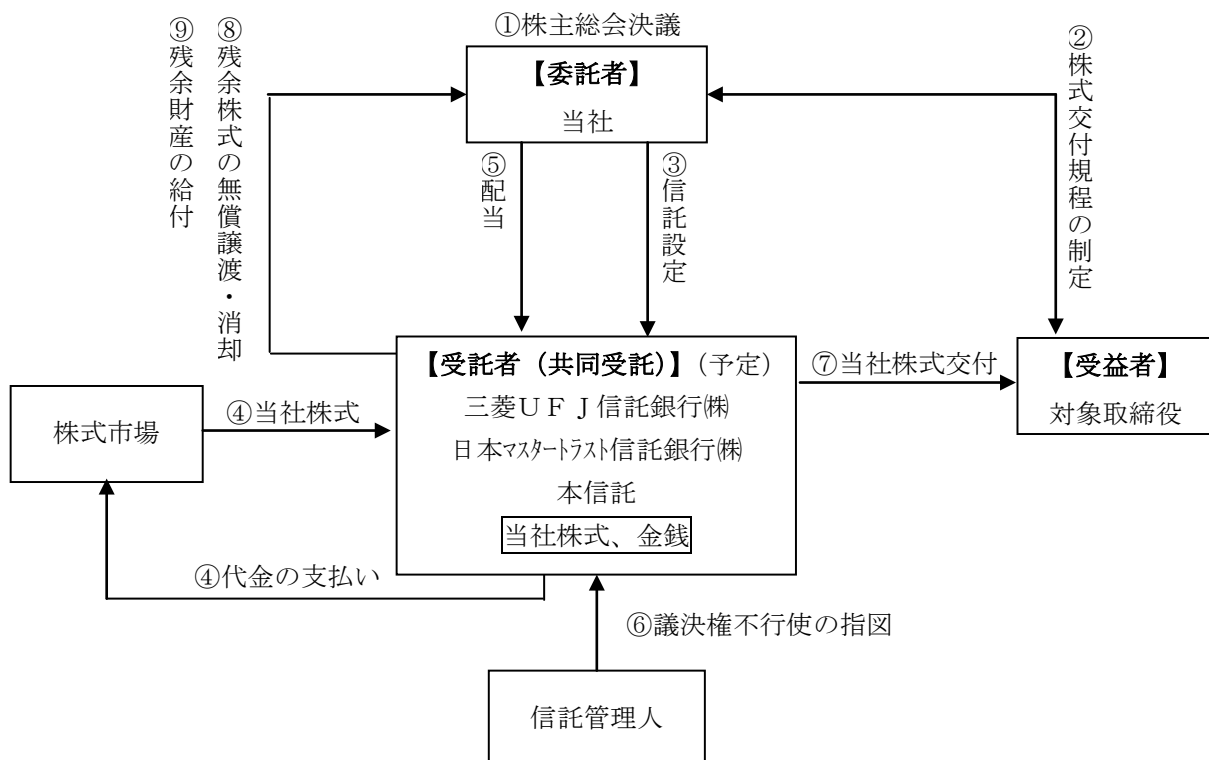 ①株主総会決議
【委託者】
当社
⑨残余財産の給付
⑧残余株式の無償譲渡・消却
⑤配当
③信託設定
②株式交付規程の制定
【受託者（共同受託）】（予定）
三菱ＵＦＪ信託銀行㈱
日本ﾏｽﾀｰﾄﾗｽﾄ信託銀行㈱
本信託
当社株式、金銭
⑦当社株式交付
【受益者】
対象取締役
株式市場
④当社株式
④代金の支払い
⑥議決権不行使の指図
信託管理人